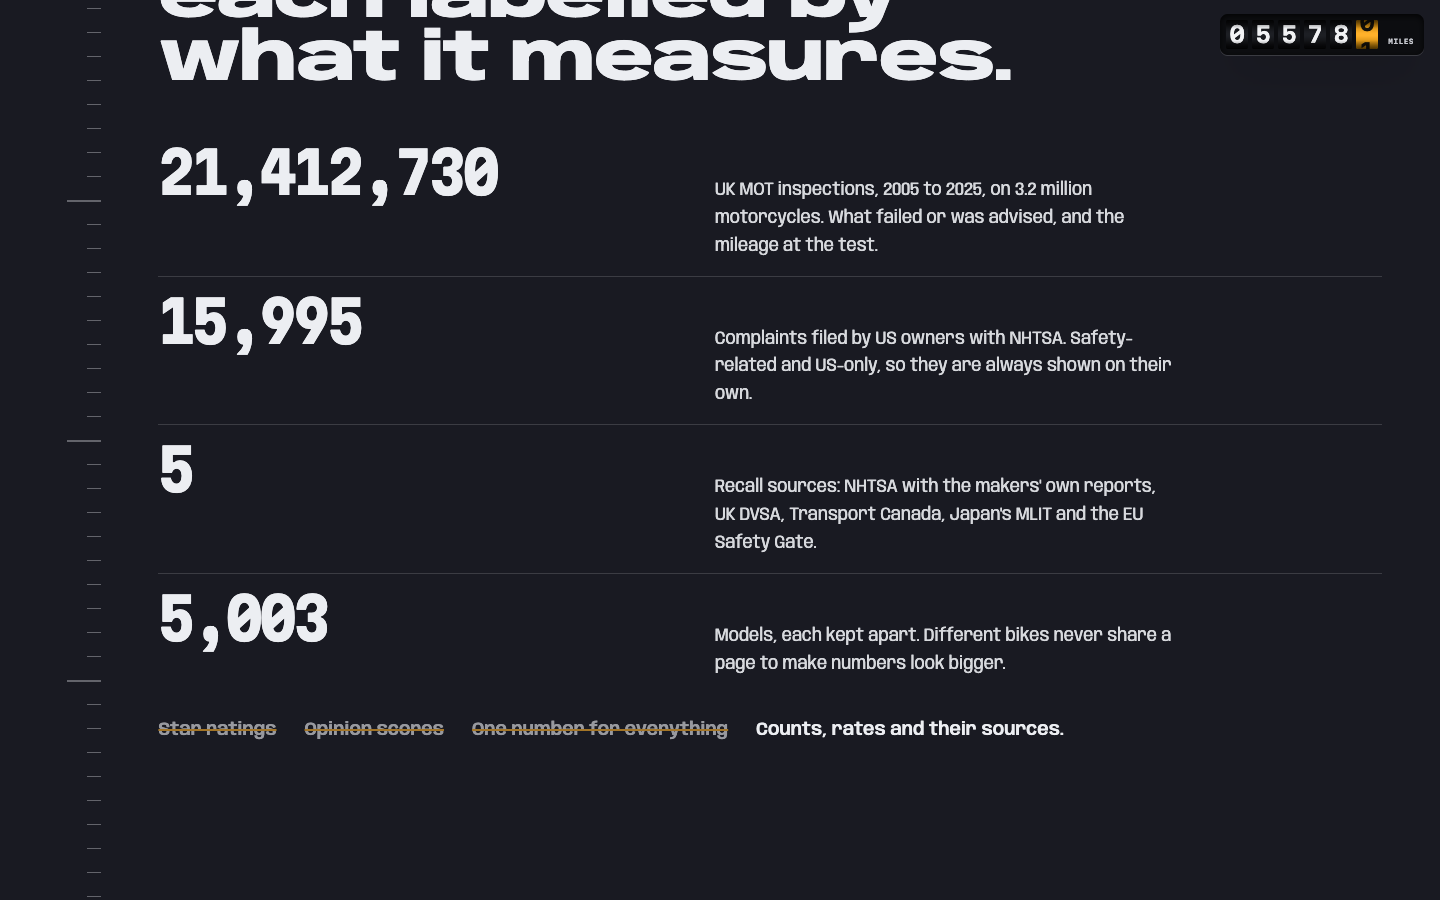 each labelled by
what it measures.
05578
MILES
21,412,730
UK MOT inspections, 2005 to 2025, on 3.2 million
motorcycles. What failed or was advised, and the
mileage at the test.
15,995
Complaints filed by US owners with NHTSA. Safety-
related and US-only, so they are always shown on their
own.
5
Recall sources: NHTSA with the makers' own reports,
UK DVSA, Transport Canada, Japan's MLIT and the EU
Safety Gate.
5,003
Models, each kept apart. Different bikes never share a
page to make numbers look bigger.
Star ratings Opinion scores One number for everything Counts, rates and their sources.